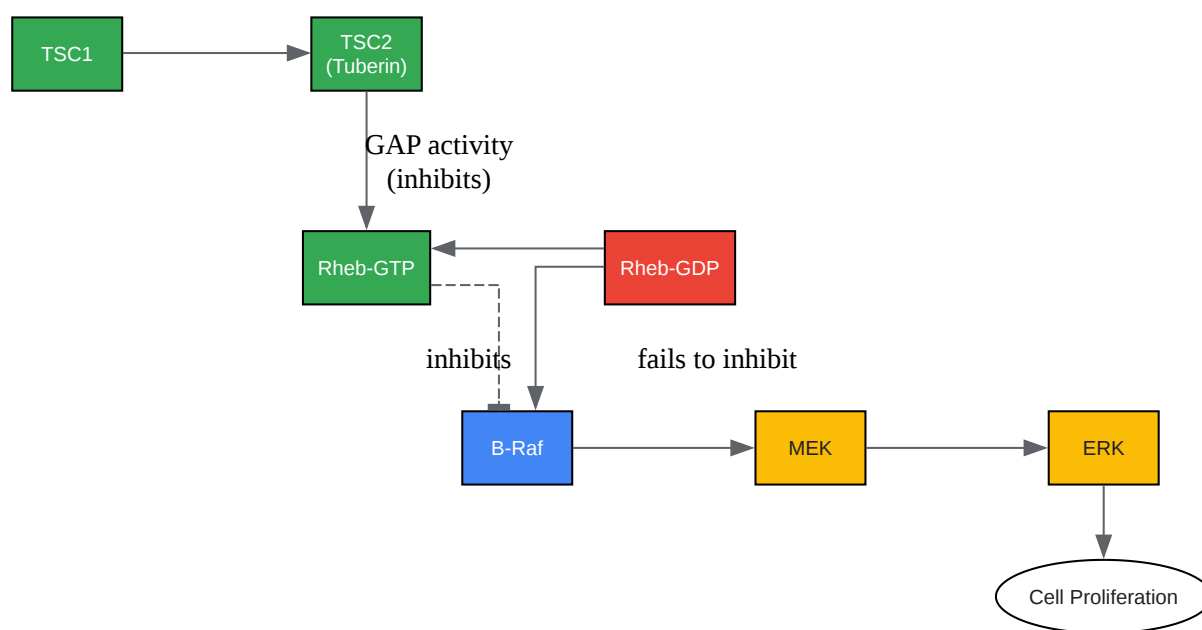 TSC1
TSC2
(Tuberin)
GAP activity
(inhibits)
Rheb-GTP
Rheb-GDP
inhibits
fails to inhibit
B-Raf
MEK
ERK
Cell Proliferation